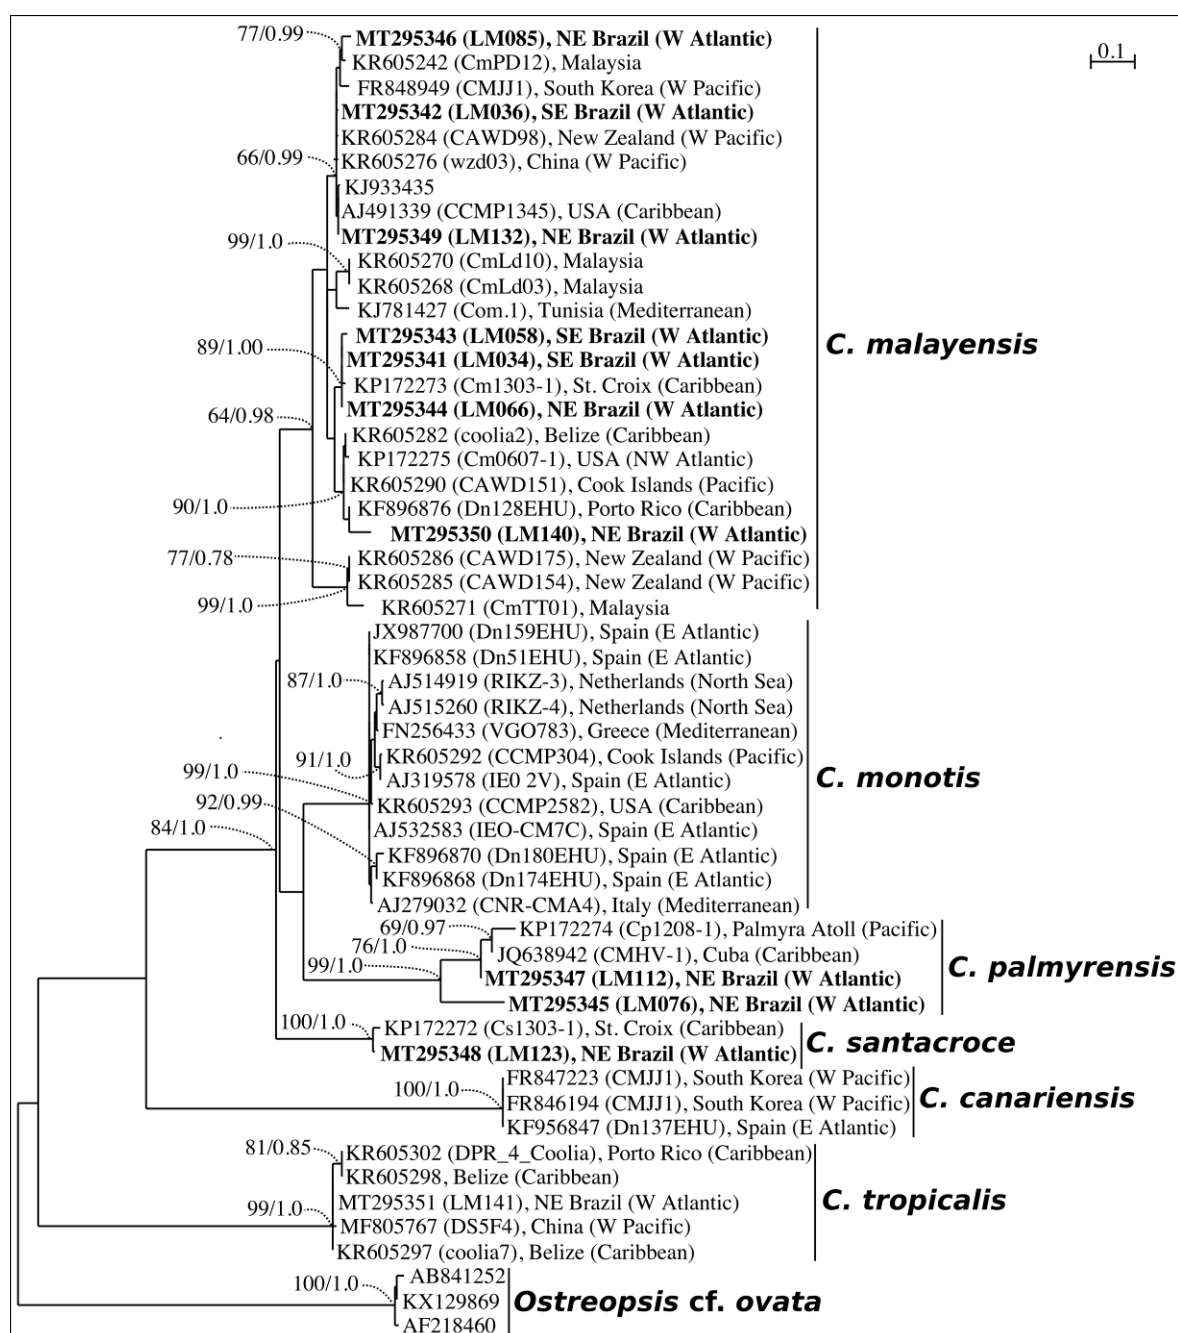 77/0.99
MT295346 (LM085), NE Brazil (W Atlantic)
0.1
KR605242 (CmPD12), Malaysia
FR848949 (CMJJ1), South Korea (W Pacific)
MT295342 (LM036), SE Brazil (W Atlantic)
KR605284 (CAWD98), New Zealand (W Pacific)
66/0.99
KR605276 (wzd03), China (W Pacific)
KJ933435
AJ491339 (CCMP1345), USA (Caribbean)
MT295349 (LM132), NE Brazil (W Atlantic)
99/1.0
KR605270 (CmLd10), Malaysia
KR605268 (CmLd03), Malaysia
KJ781427 (Com.1), Tunisia (Mediterranean)
MT295343 (LM058), SE Brazil (W Atlantic)
C. malayensis
89/1.00
MT295341 (LM034), SE Brazil (W Atlantic)
KP172273 (Cm1303-1), St. Croix (Caribbean)
MT295344 (LM066), NE Brazil (W Atlantic)
64/0.98
KR605282 (coolia2), Belize (Caribbean)
KP172275 (Cm0607-1), USA (NW Atlantic)
KR605290 (CAWD151), Cook Islands (Pacific)
90/1.0
KF896876 (Dn128EHU), Porto Rico (Caribbean)
MT295350 (LM140), NE Brazil (W Atlantic)
77/0.78
KR605286 (CAWD175), New Zealand (W Pacific)
KR605285 (CAWD154), New Zealand (W Pacific)
99/1.0
KR605271 (CmTT01), Malaysia
JX987700 (Dn159EHU), Spain (E Atlantic)
KF896858 (Dn51EHU), Spain (E Atlantic)
87/1.0
AJ514919 (RIKZ-3), Netherlands (North Sea)
AJ515260 (RIKZ-4), Netherlands (North Sea)
FN256433 (VGO783), Greece (Mediterranean)
91/1.0
KR605292 (CCMP304), Cook Islands (Pacific)
99/1.0
AJ319578 (IE0 2V), Spain (E Atlantic)
C. monotis
92/0.99
KR605293 (CCMP2582), USA (Caribbean)
84/1.0
AJ532583 (IEO-CM7C), Spain (E Atlantic)
KF896870 (Dn180EHU), Spain (E Atlantic)
KF896868 (Dn174EHU), Spain (E Atlantic)
AJ279032 (CNR-CMA4), Italy (Mediterranean)
69/0.97
KP172274 (Cp1208-1), Palmyra Atoll (Pacific)
76/1.0
JQ638942 (CMHV-1), Cuba (Caribbean)
99/1.0
MT295347 (LM112), NE Brazil (W Atlantic)
C. palmyrensis
MT295345 (LM076), NE Brazil (W Atlantic)
100/1.0
KP172272 (Cs1303-1), St. Croix (Caribbean)
MT295348 (LM123), NE Brazil (W Atlantic)
C. santacroce
FR847223 (CMJJ1), South Korea (W Pacific)
100/1.0
FR846194 (CMJJ1), South Korea (W Pacific)
C. canariensis
KF956847 (Dn137EHU), Spain (E Atlantic)
81/0.85
KR605302 (DPR_4_Coolia), Porto Rico (Caribbean)
KR605298, Belize (Caribbean)
99/1.0
MT295351 (LM141), NE Brazil (W Atlantic)
C. tropicalis
MF805767 (DS5F4), China (W Pacific)
KR605297 (coolia7), Belize (Caribbean)
100/1.0
AB841252
KX129869
Ostreopsis cf. ovata
AF218460